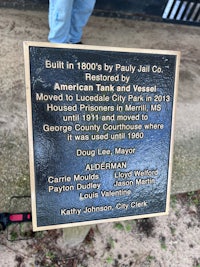 Built in 1800's by Pauly Jail Co.
Restored by
American Tank and Vessel
Moved to Lucedale City Park in 2013
Housed Prisoners in Merrill, MS
until 1911 and moved to
George County Courthouse where
it was used until 1960
Doug Lee, Mayor
ALDERMAN
Carrie Moulds Lloyd Welford
Payton Dudley Jason Martin
Louis Valentine
Kathy Johnson, City Clerk